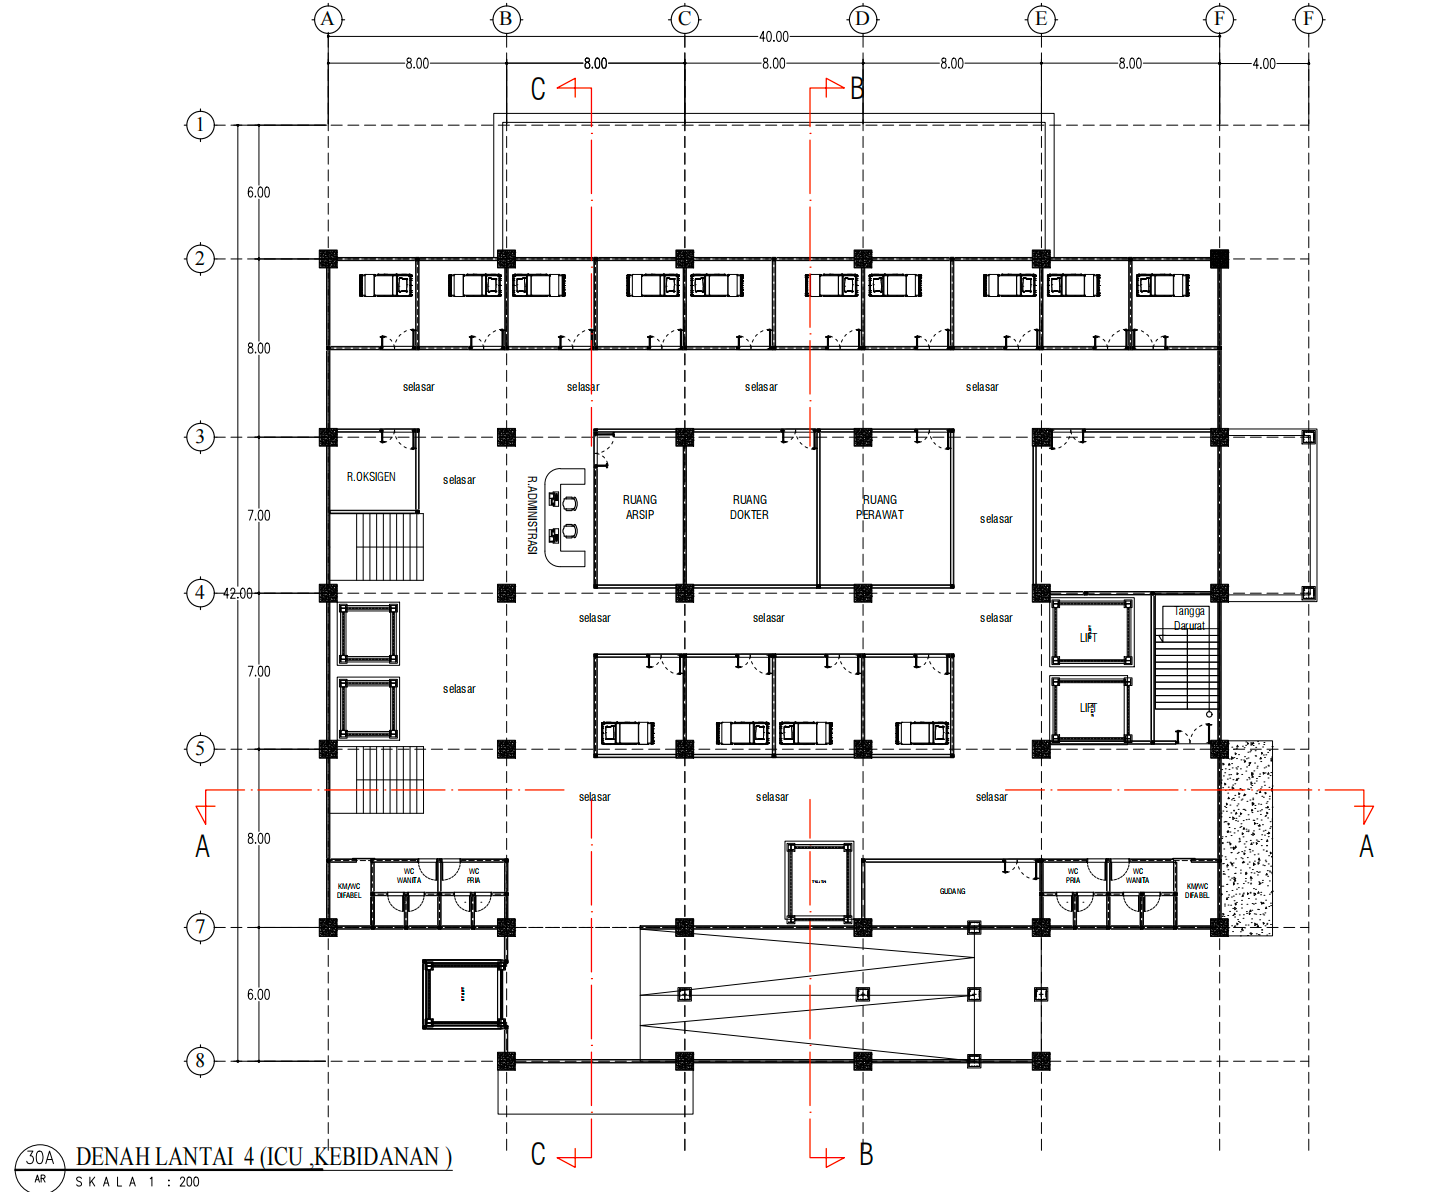 A B C D E F F
40.00
8.00 8.00 8.00 8.00 8.00 4.00
C B
1
6.00
2
8.00
selasar selasar selasar selasar
3
R.OKSIGEN selasar R.ADMINISTRASI
RUANG
ARSIP
RUANG
DOKTER
RUANG
PERAWAT
7.00 selasar
4 42.00
selasar selasar selasar
Tangga
Darurat
LIFT
7.00
selasar
LIFT
5
selasar selasar selasar
A A
8.00
KM/WC
DIFABEL
WC
WANITA
WC
PRIA
GUDANG
WC
PRIA
WC
WANITA
KM/WC
DIFABEL
7
6.00
8
C B
30A
AR
DENAH LANTAI 4 (ICU ,KEBIDANAN )
SKALA 1 : 200